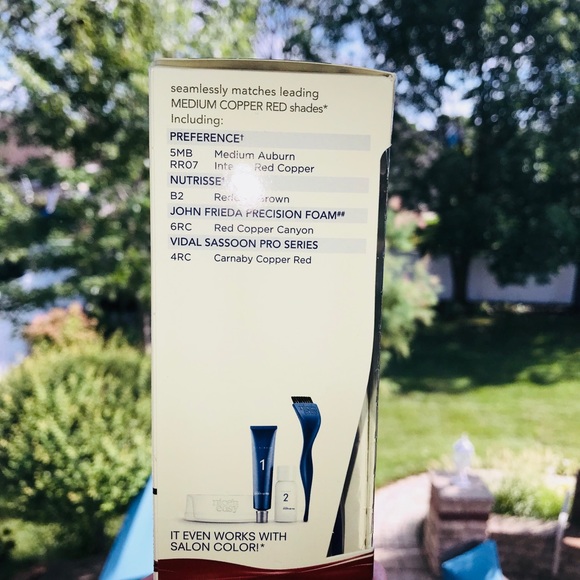 seamlessly matches leading
MEDIUM COPPER RED shades*
Including:
PREFERENCE†
5MB Medium Auburn
RR07 Red Copper
NUTRISSE
B2 Brown
JOHN FRIEDA PRECISION FOAM##
6RC Red Copper Canyon
VIDAL SASSOON PRO SERIES
4RC Carnaby Copper Red
1
2
IT EVEN WORKS WITH
SALON COLOR!*